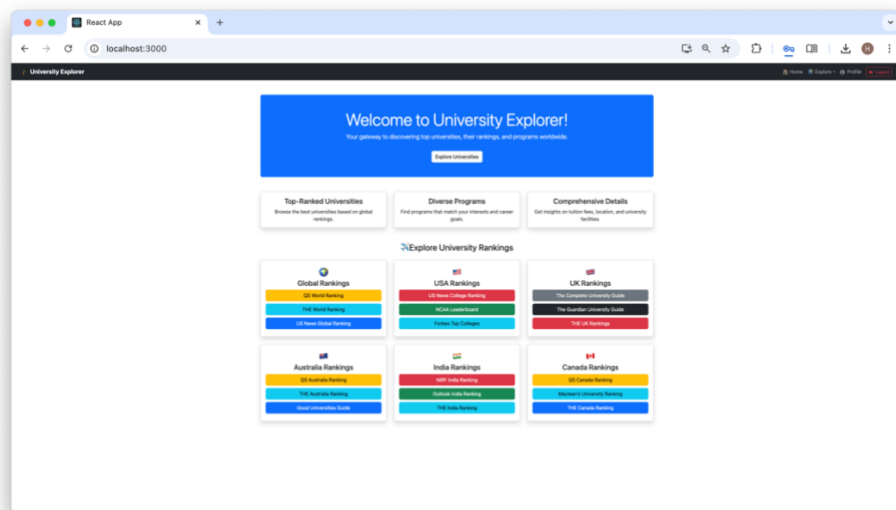 React App
localhost:3000
H
University Explorer
Home Explore Profile Logout
Welcome to University Explorer!
Your gateway to discovering top universities, their rankings, and programs worldwide.
Explore Universities
Top-Ranked Universities
Browse the best universities based on global
rankings.
Diverse Programs
Find programs that match your interests and career
goals.
Comprehensive Details
Get insights on tuition fees, location, and university
facilities.
Explore University Rankings
Global Rankings
QS World Ranking
THE World Ranking
US News Global Ranking
USA Rankings
US News College Ranking
NCAA Leaderboard
Forbes Top Colleges
UK Rankings
The Complete University Guide
The Guardian University Guide
THE UK Rankings
Australia Rankings
QS Australia Ranking
THE Australia Ranking
Good Universities Guide
India Rankings
NIRF India Ranking
Outlook India Ranking
THE India Ranking
Canada Rankings
QS Canada Ranking
Maclean's University Ranking
THE Canada Ranking